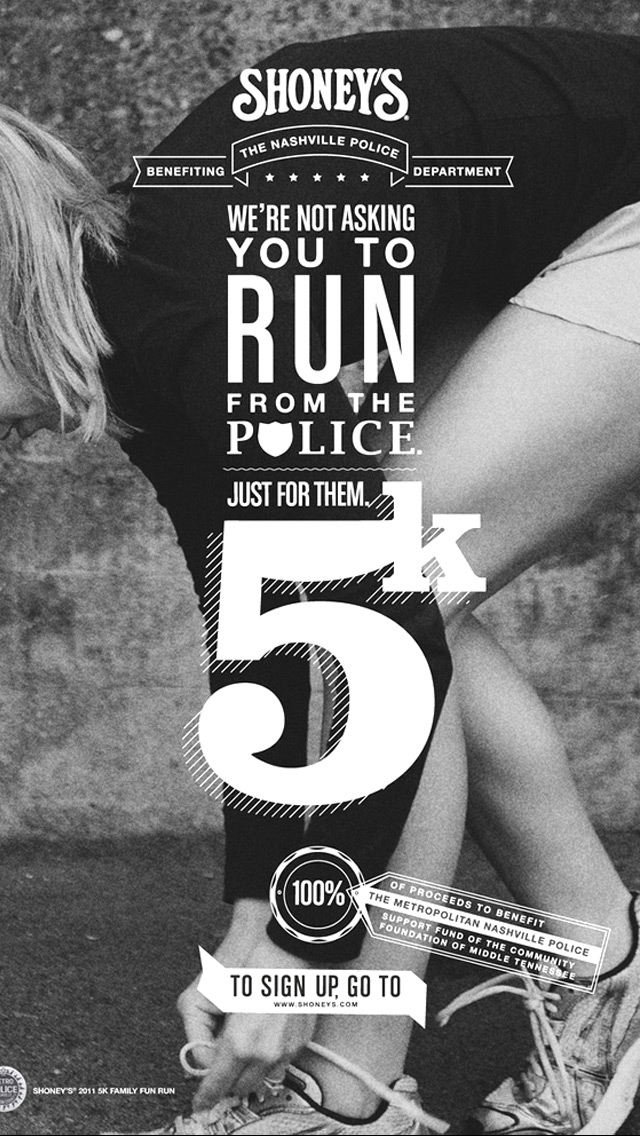 SHONEY'S®
BENEFITING THE NASHVILLE POLICE DEPARTMENT
WE'RE NOT ASKING
YOU TO
RUN
FROM THE
POLICE.
JUST FOR THEM.
5k
100%
OF PROCEEDS TO BENEFIT
THE METROPOLITAN NASHVILLE POLICE
SUPPORT FUND OF THE COMMUNITY
FOUNDATION OF MIDDLE TENNESSEE
TO SIGN UP, GO TO
WWW.SHONEYS.COM
SHONEY'S® 2011 5K FAMILY FUN RUN